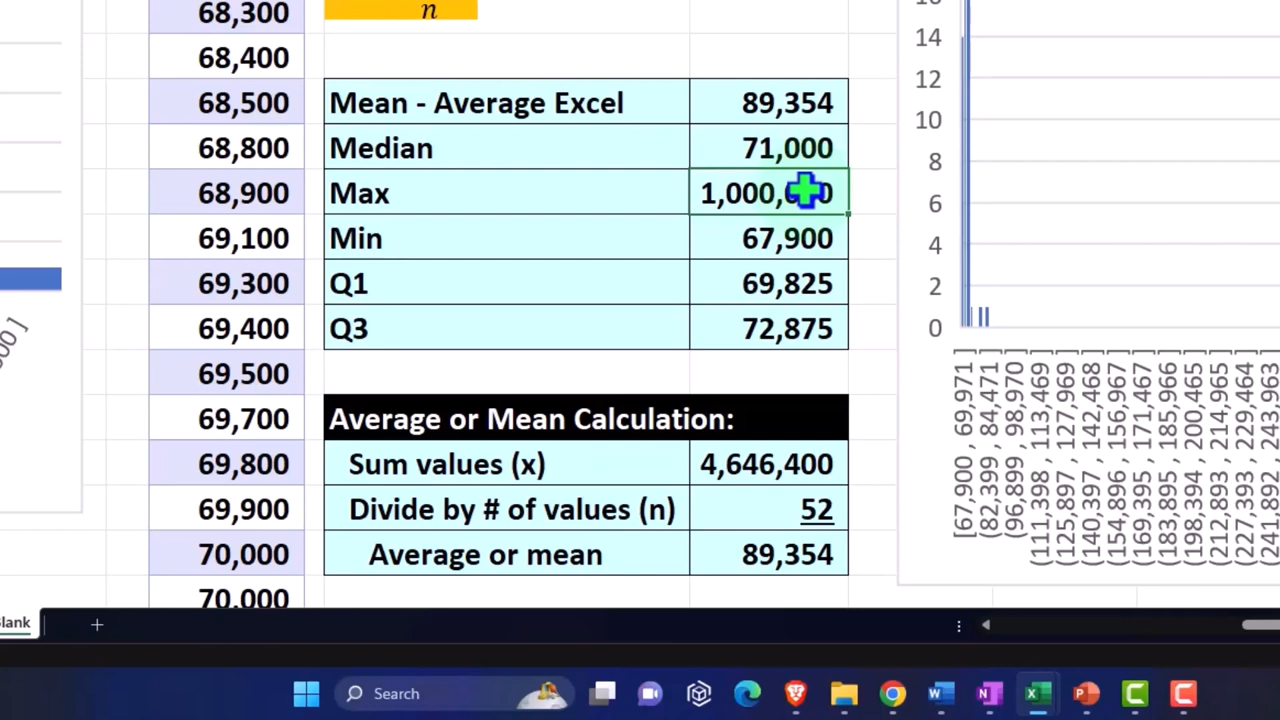 68,300
n
68,400
68,500
68,800
68,900
69,100
69,300
69,400
69,500
69,700
69,800
69,900
70,000
70,000
Mean - Average Excel 89,354
Median 71,000
Max 1,000,
Min 67,900
Q1 69,825
Q3 72,875
Average or Mean Calculation:
Sum values (x) 4,646,400
Divide by # of values (n) 52
Average or mean 89,354
14
12
10
8
6
4
2
0
[67,900 , 69,971]
(82,399 , 84,471]
(96,899 , 98,970]
(111,398 , 113,469]
(125,897 , 127,969]
(140,397 , 142,468]
(154,896 , 156,967]
(169,395 , 171,467]
(183,895 , 185,966]
(198,394 , 200,465]
(212,893 , 214,965]
(227,393 , 229,464]
(241,892 , 243,963]
Search